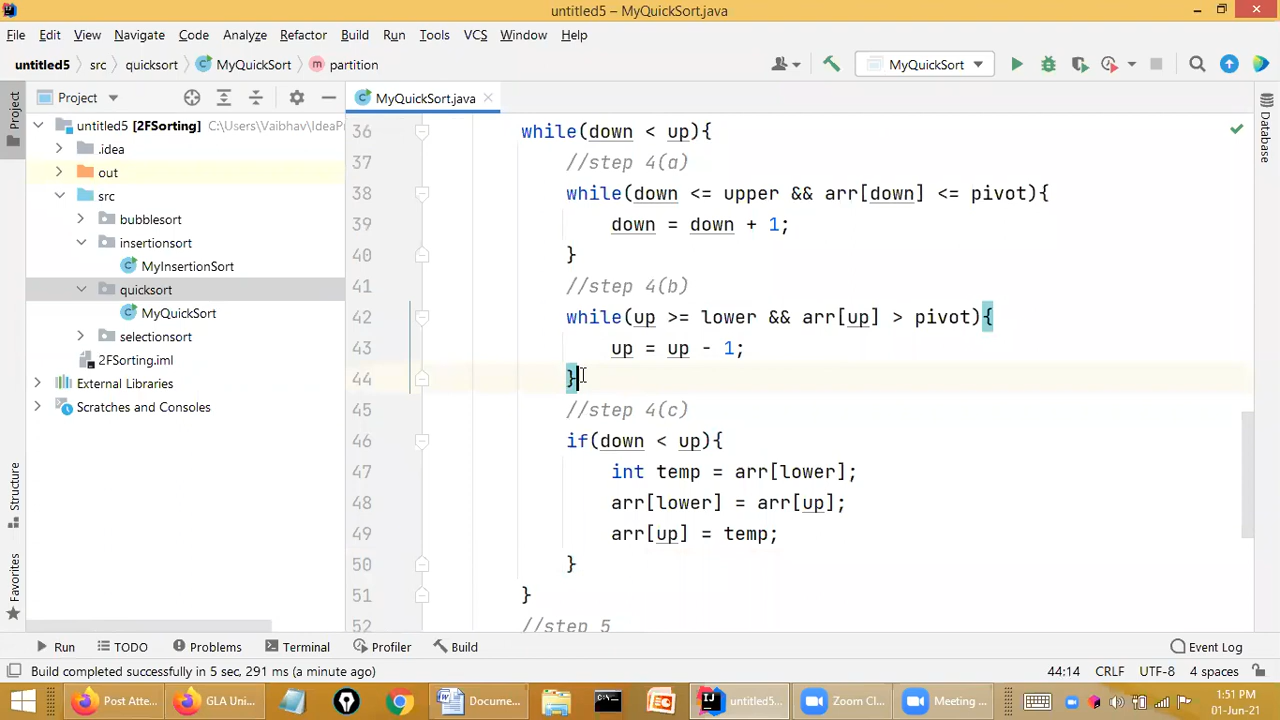 untitled5 – MyQuickSort.java
File Edit View Navigate Code Analyze Refactor Build Run Tools VCS Window Help
untitled5 src quicksort MyQuickSort partition MyQuickSort
Project
Project
MyQuickSort.java
Database
untitled5 [2FSorting] C:\Users\Vaibhav\IdeaPr
.idea
out
src
bubblesort
insertionsort
MyInsertionSort
quicksort
MyQuickSort
selectionsort
2FSorting.iml
External Libraries
Scratches and Consoles
Structure
Favorites
36 while(down < up){
37 //step 4(a)
38 while(down <= upper && arr[down] <= pivot){
39 down = down + 1;
40 }
41 //step 4(b)
42 while(up >= lower && arr[up] > pivot){
43 up = up - 1;
44 }
45 //step 4(c)
46 if(down < up){
47 int temp = arr[lower];
48 arr[lower] = arr[up];
49 arr[up] = temp;
50 }
51 }
52 //step 5
Run TODO Problems Terminal Profiler Build Event Log
Build completed successfully in 5 sec, 291 ms (a minute ago) 44:14 CRLF UTF-8 4 spaces
Post Atte... GLA Uni... Docume... untitled5... Zoom Cl... Meeting ...
1:51 PM
01-Jun-21